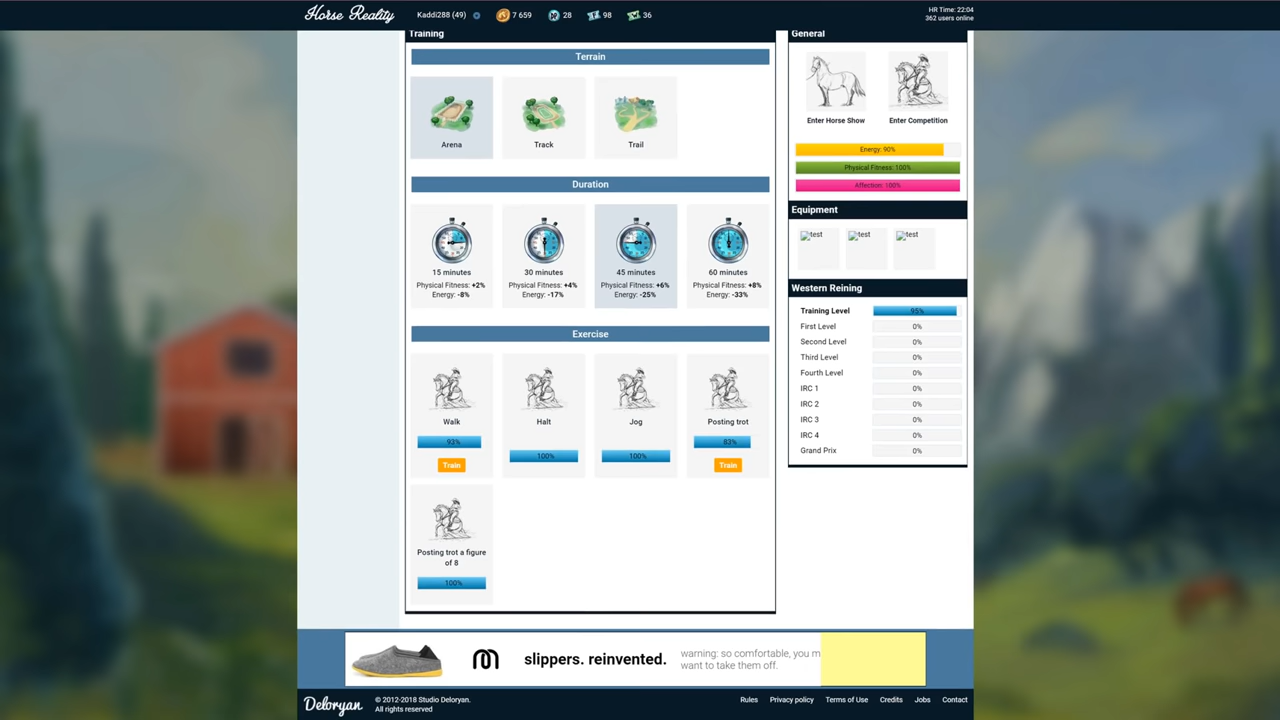 Horse Reality
Kaddi288 (49)
7 659
28
98
36
HR Time: 22:04
362 users online
Training
Terrain
Arena
Track
Trail
Duration
15 minutes
Physical Fitness: +2%
Energy: -8%
30 minutes
Physical Fitness: +4%
Energy: -17%
45 minutes
Physical Fitness: +6%
Energy: -25%
60 minutes
Physical Fitness: +8%
Energy: -33%
Exercise
Walk
93%
Train
Halt
100%
Jog
100%
Posting trot
83%
Train
Posting trot a figure
of 8
100%
General
Enter Horse Show
Enter Competition
Energy: 90%
Physical Fitness: 100%
Affection: 100%
Equipment
test
test
test
Western Reining
Training Level 95%
First Level 0%
Second Level 0%
Third Level 0%
Fourth Level 0%
IRC 1 0%
IRC 2 0%
IRC 3 0%
IRC 4 0%
Grand Prix 0%
slippers. reinvented.
warning: so comfortable, you m
want to take them off.
Deloryan
© 2012-2018 Studio Deloryan.
All rights reserved
Rules
Privacy policy
Terms of Use
Credits
Jobs
Contact